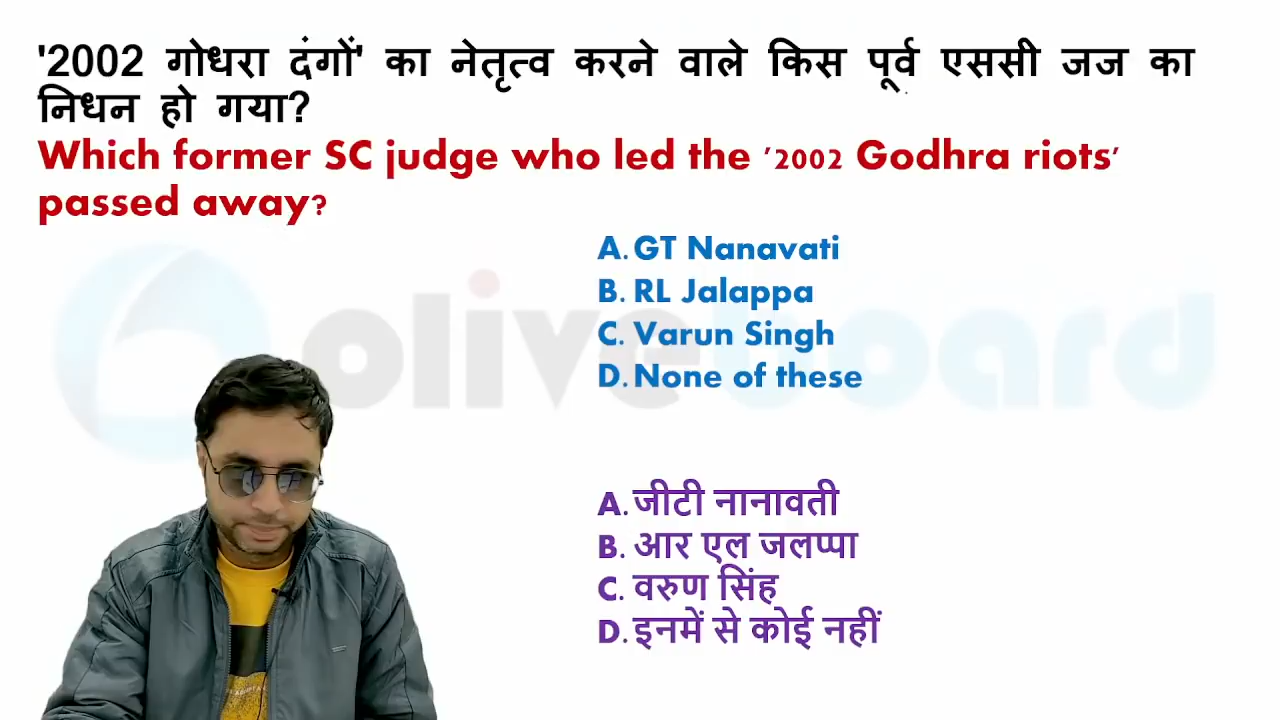 '2002 गोधरा दंगों' का नेतृत्व करने वाले किस पूर्व एससी जज का
निधन हो गया?
Which former SC judge who led the '2002 Godhra riots'
passed away?
A. GT Nanavati
B. RL Jalappa
C. Varun Singh
D. None of these
oliveboard
A. जीटी नानावती
B. आर एल जलप्पा
C. वरुण सिंह
D. इनमें से कोई नहीं